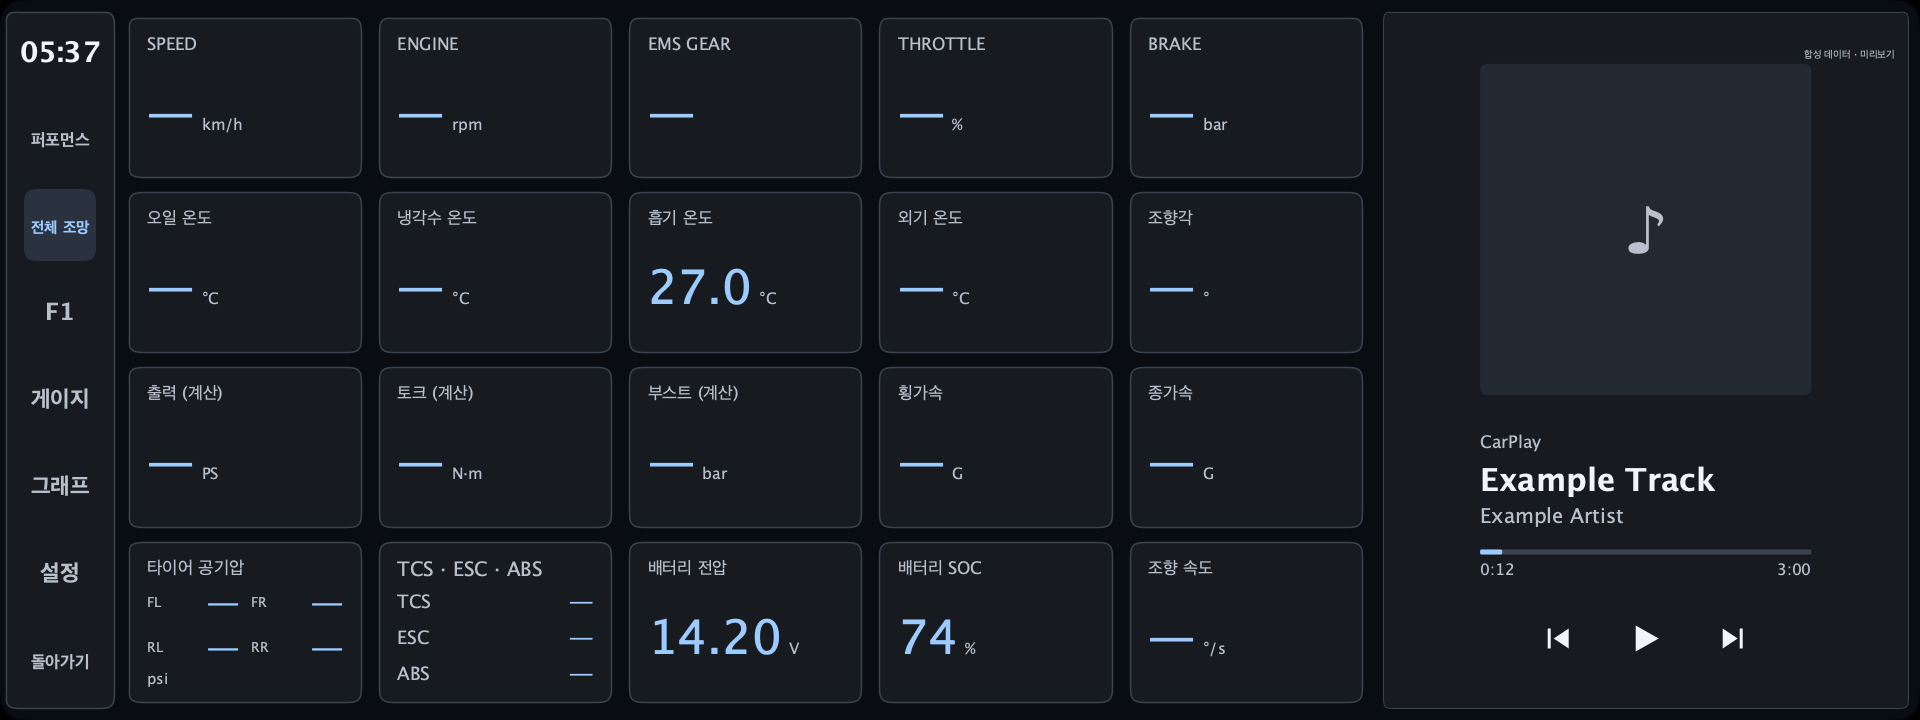 05:37
퍼포먼스
전체 조망
F1
게이지
그래프
설정
돌아가기
SPEED
— km/h
ENGINE
— rpm
EMS GEAR
—
THROTTLE
— %
BRAKE
— bar
오일 온도
— °C
냉각수 온도
— °C
흡기 온도
27.0 °C
외기 온도
— °C
조향각
— °
출력 (계산)
— PS
토크 (계산)
— N·m
부스트 (계산)
— bar
횡가속
— G
종가속
— G
타이어 공기압
FL — FR —
RL — RR —
psi
TCS · ESC · ABS
TCS —
ESC —
ABS —
배터리 전압
14.20 V
배터리 SOC
74 %
조향 속도
— °/s
합성 데이터 · 미리보기
CarPlay
Example Track
Example Artist
0:12 3:00